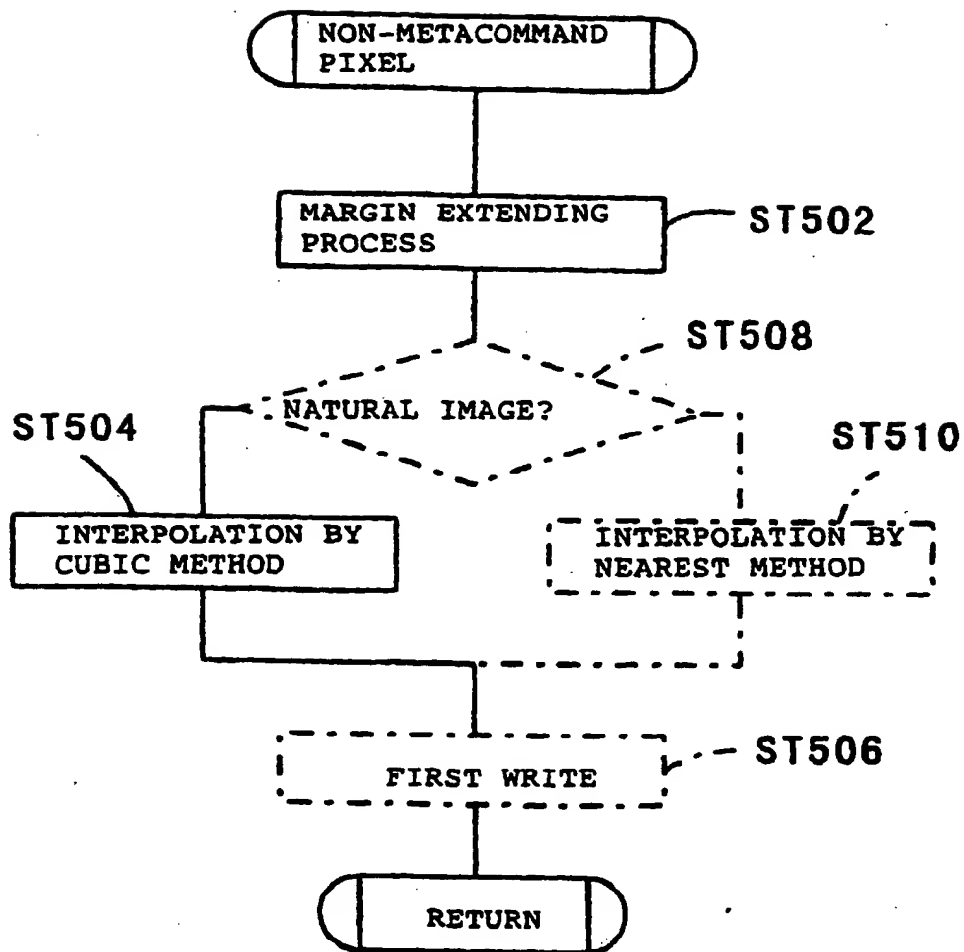 NON-METACOMMAND
PIXEL
MARGIN EXTENDING
PROCESS
ST502
ST508
NATURAL IMAGE?
ST504
ST510
INTERPOLATION BY
CUBIC METHOD
INTERPOLATION BY
NEAREST METHOD
ST506
FIRST WRITE
RETURN